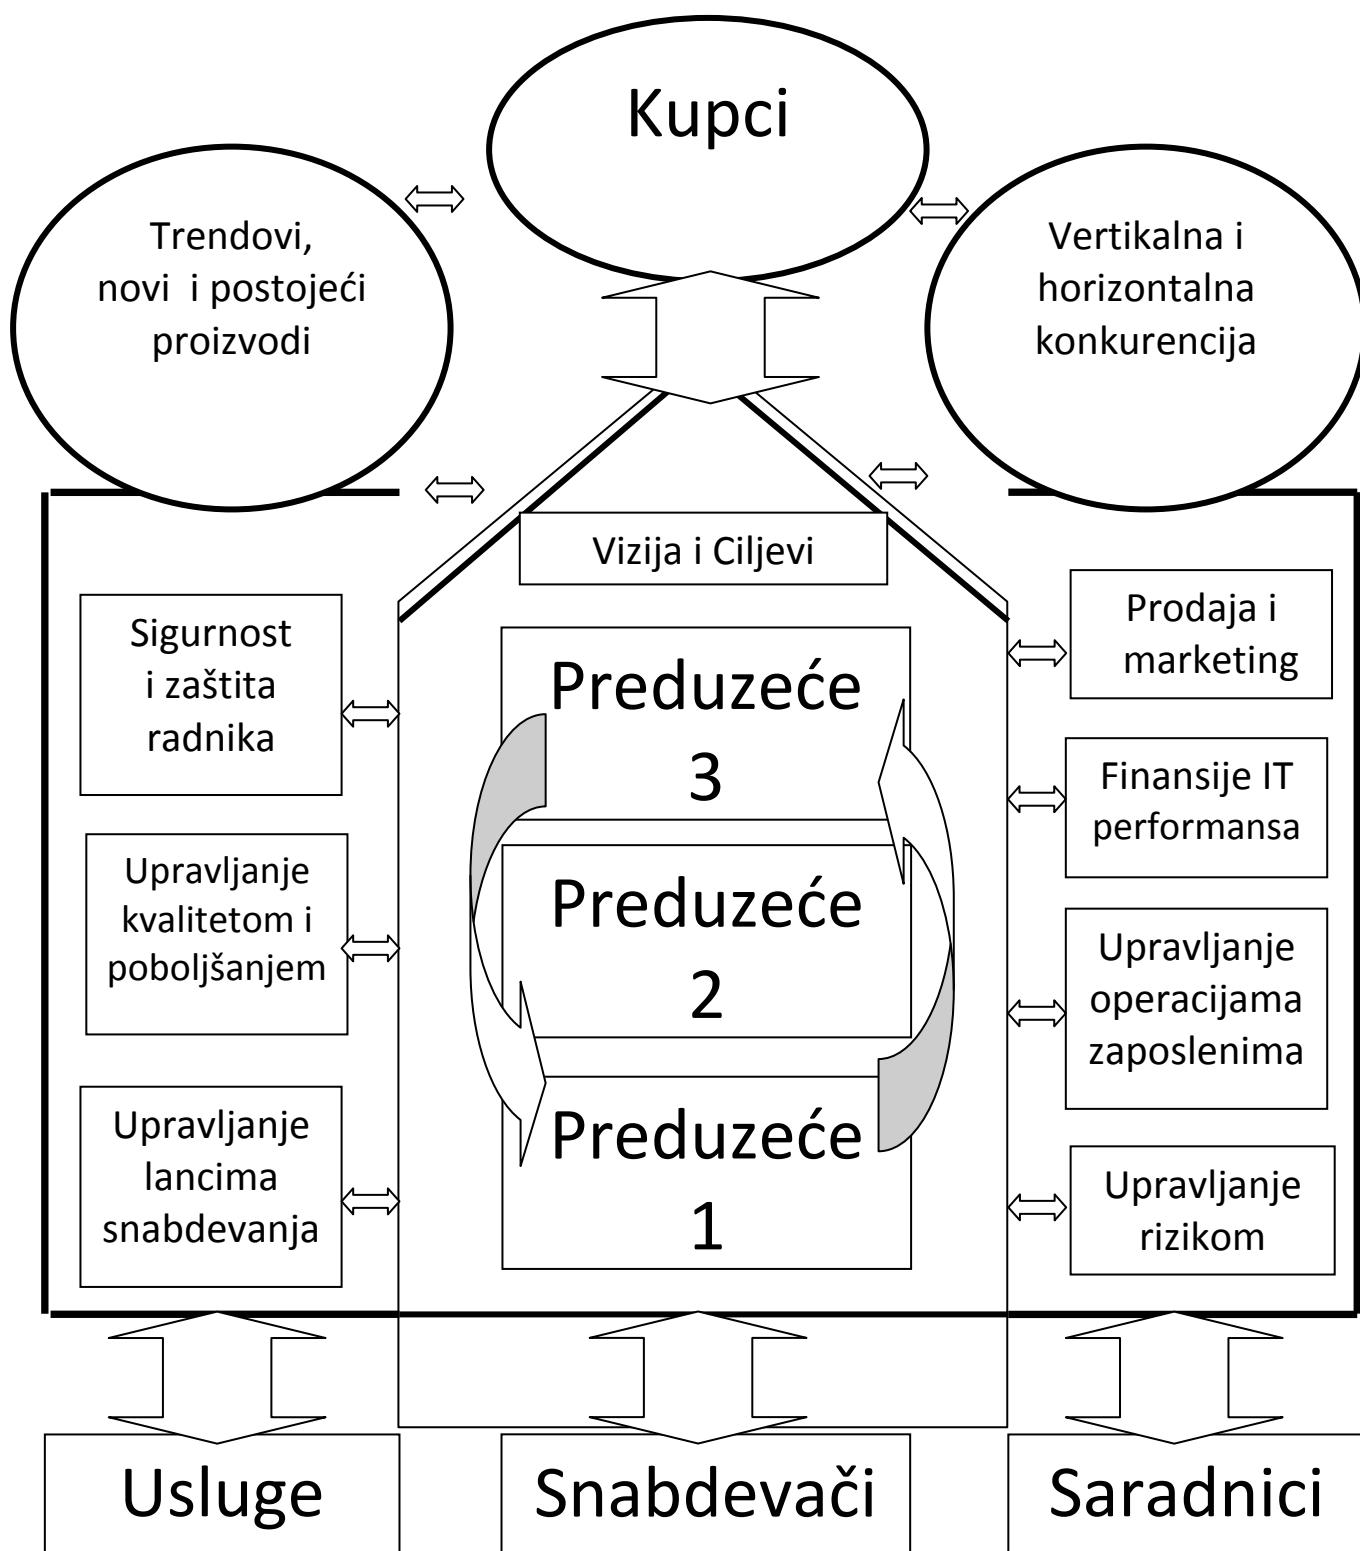 Kupci
Trendovi,
novi i postojeći
proizvodi
Vertikalna i
horizontalna
konkurencija
Vizija i Ciljevi
Sigurnost
i zaštita
radnika
Upravljanje
kvalitetom i
poboljšanjem
Upravljanje
lancima
snabdevanja
Preduzeće
3
Preduzeće
2
Preduzeće
1
Prodaja i
marketing
Finansije IT
performansa
Upravljanje
operacijama
zaposlenima
Upravljanje
rizikom
Usluge
Snabdevači
Saradnici